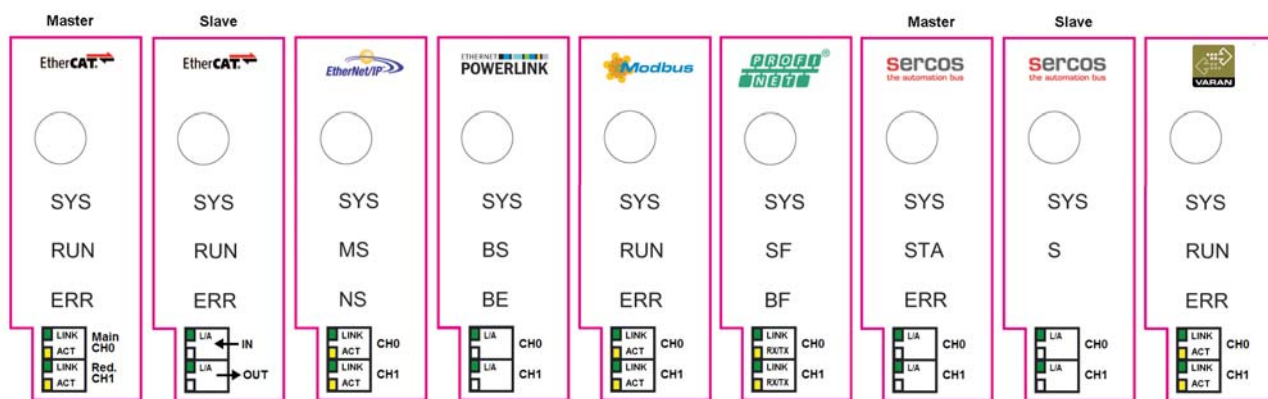 Master
EtherCAT.
SYS
RUN
ERR
LINK
ACT
Main
CH0
LINK
ACT
Red.
CH1
Slave
EtherCAT.
SYS
RUN
ERR
L/A
IN
L/A
OUT
EtherNet/IP
SYS
MS
NS
LINK
ACT
CH0
LINK
ACT
CH1
ETHERNET
POWERLINK
SYS
BS
BE
L/A
CH0
L/A
CH1
Modbus
SYS
RUN
ERR
LINK
ACT
CH0
LINK
ACT
CH1
PROFI
NET
®
SYS
SF
BF
LINK
RX/TX
CH0
LINK
RX/TX
CH1
Master
sercos
the automation bus
SYS
STA
ERR
L/A
CH0
L/A
CH1
Slave
sercos
the automation bus
SYS
S
L/A
CH0
L/A
CH1
VARAN
SYS
RUN
ERR
LINK
ACT
CH0
LINK
ACT
CH1